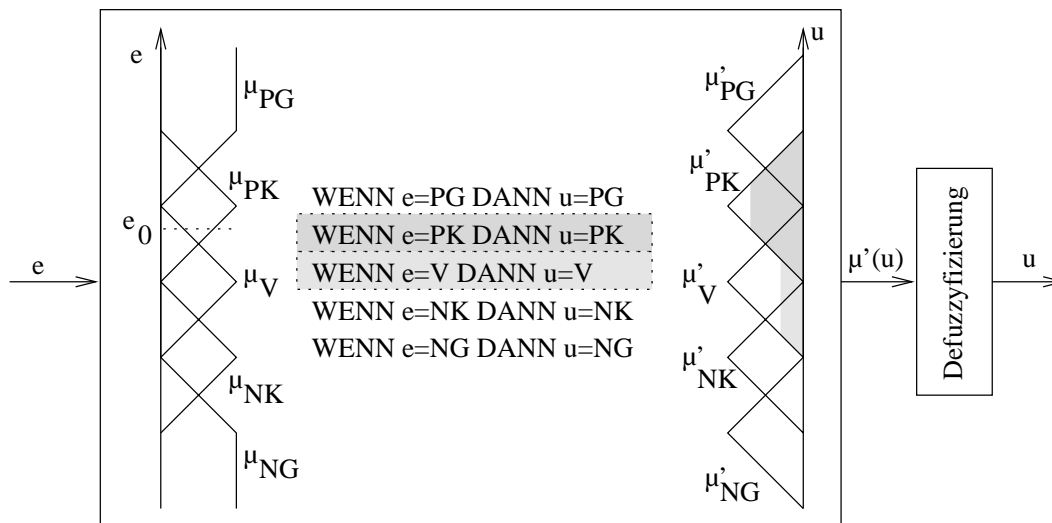 e
μPG
μPK
e0
e
μV
μNK
μNG
WENN e=PG DANN u=PG
WENN e=PK DANN u=PK
WENN e=V DANN u=V
WENN e=NK DANN u=NK
WENN e=NG DANN u=NG
u
μ'PG
μ'PK
μ'V
μ'NK
μ'NG
μ'(u)
Defuzzyfizierung
u